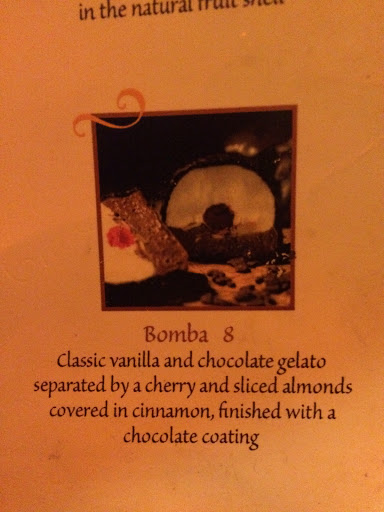 in the natural fruit shell
Bomba 8
Classic vanilla and chocolate gelato
separated by a cherry and sliced almonds
covered in cinnamon, finished with a
chocolate coating